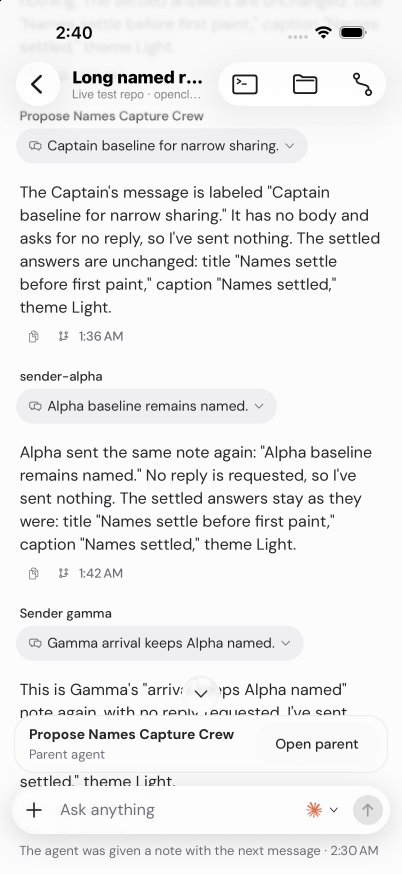 settled," theme Light.
2:40
Long named r...
Live test repo · opencl...
Propose Names Capture Crew
Captain baseline for narrow sharing.
The Captain's message is labeled "Captain
baseline for narrow sharing." It has no body and
asks for no reply, so I've sent nothing. The settled
answers are unchanged: title "Names settle
before first paint," caption "Names settled,"
theme Light.
1:36 AM
sender-alpha
Alpha baseline remains named.
Alpha sent the same note again: "Alpha baseline
remains named." No reply is requested, so I've
sent nothing. The settled answers stay as they
were: title "Names settle before first paint,"
caption "Names settled," theme Light.
1:42 AM
Sender gamma
Gamma arrival keeps Alpha named.
This is Gamma's "arriv eps Alpha named"
note again, with no reply requested. I've sent
Propose Names Capture Crew
Parent agent
Open parent
settled," theme Light.
Ask anything
The agent was given a note with the next message · 2:30 AM